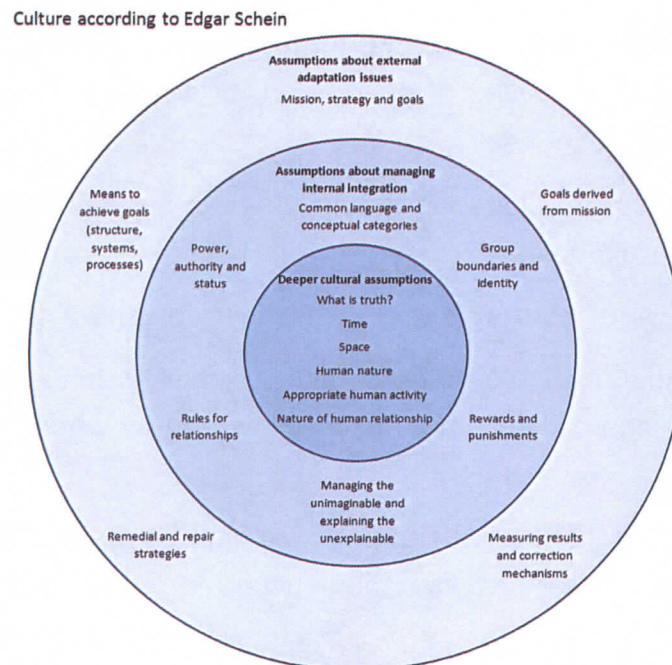 Culture according to Edgar Schein
Assumptions about external
adaptation issues
Mission, strategy and goals
Means to
achieve goals
(structure,
systems,
processes)
Goals derived
from mission
Assumptions about managing
internal integration
Common language and
conceptual categories
Power,
authority and
status
Group
boundaries and
identity
Deeper cultural assumptions
What is truth?
Time
Space
Human nature
Appropriate human activity
Nature of human relationship
Rules for
relationships
Rewards and
punishments
Managing the
unimaginable and
explaining the
unexplainable
Remedial and repair
strategies
Measuring results
and correction
mechanisms